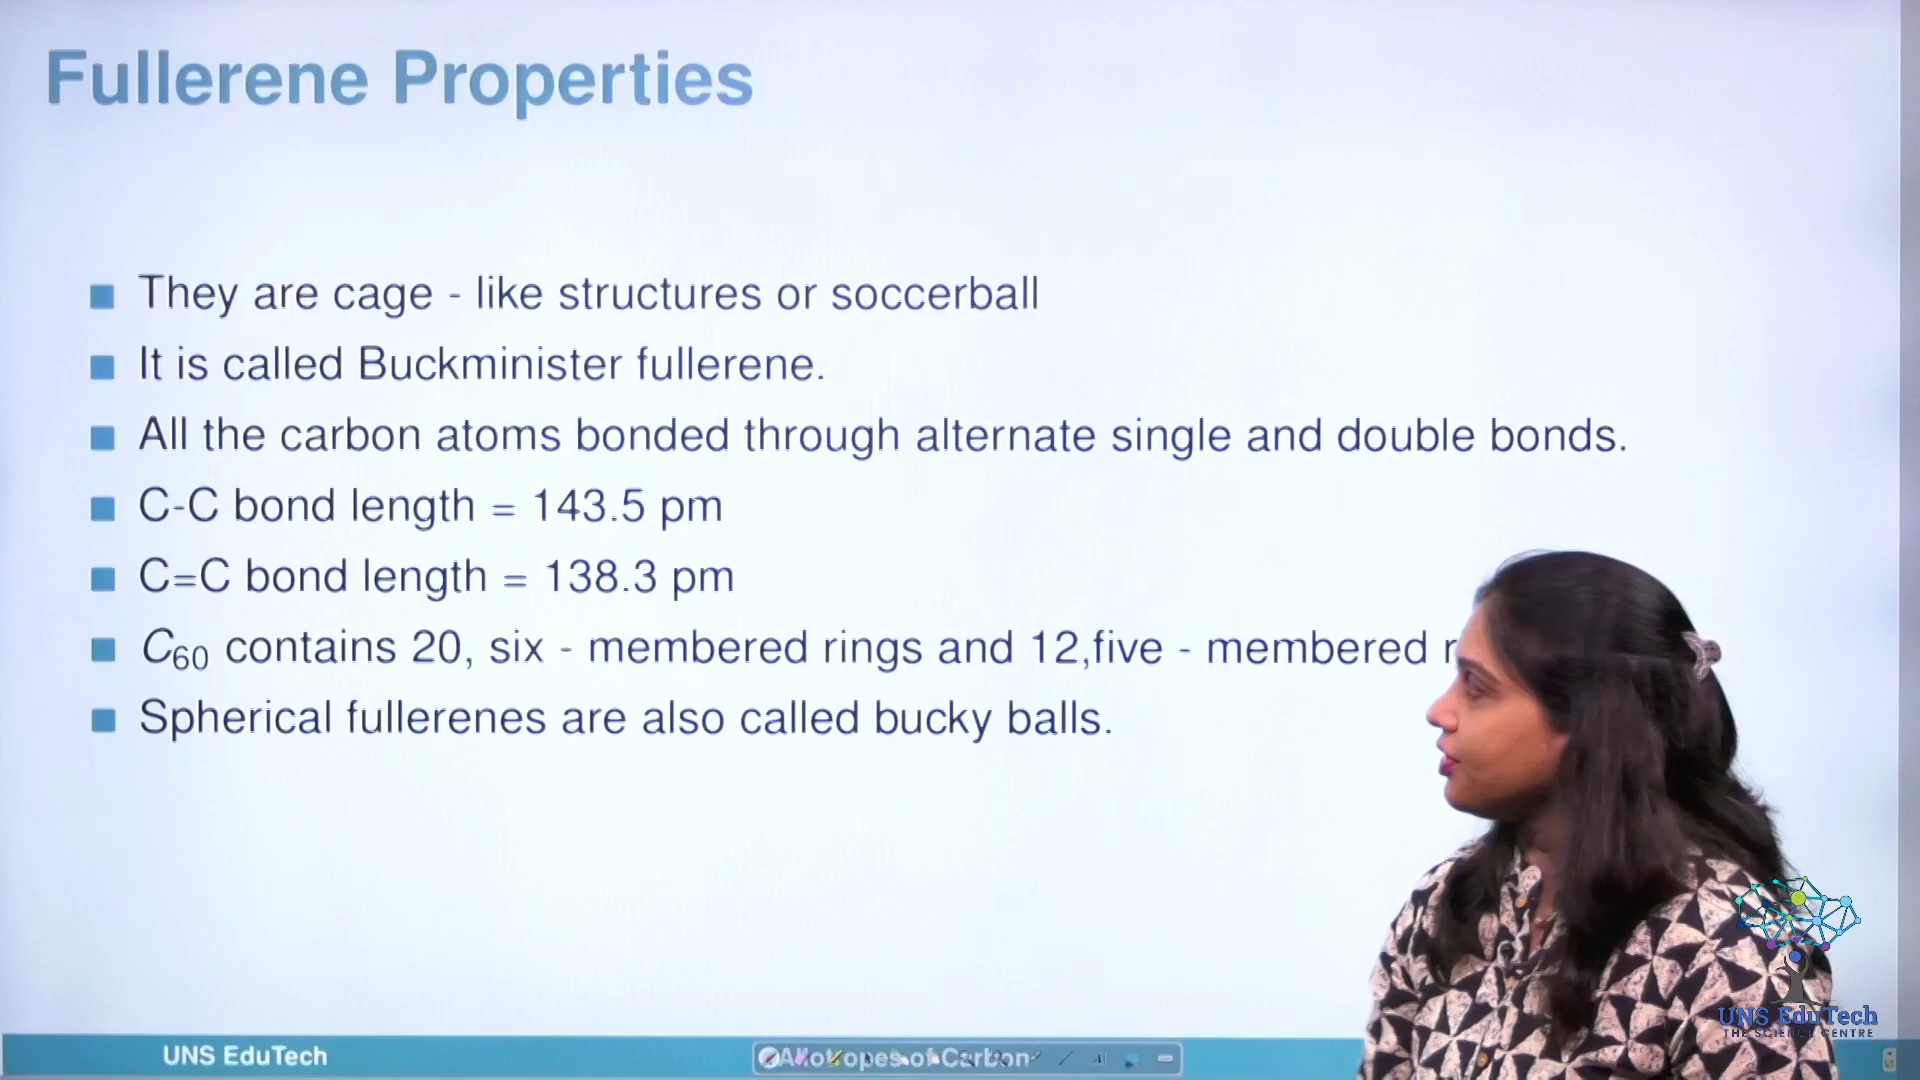 Fullerene Properties
They are cage - like structures or soccerball
It is called Buckminister fullerene.
All the carbon atoms bonded through alternate single and double bonds.
C-C bond length = 143.5 pm
C=C bond length = 138.3 pm
C₆₀ contains 20, six - membered rings and 12,five - membered
Spherical fullerenes are also called bucky balls.
UNS EduTech
THE SCIENCE CENTRE
UNS EduTech
Allotropes of Carbon